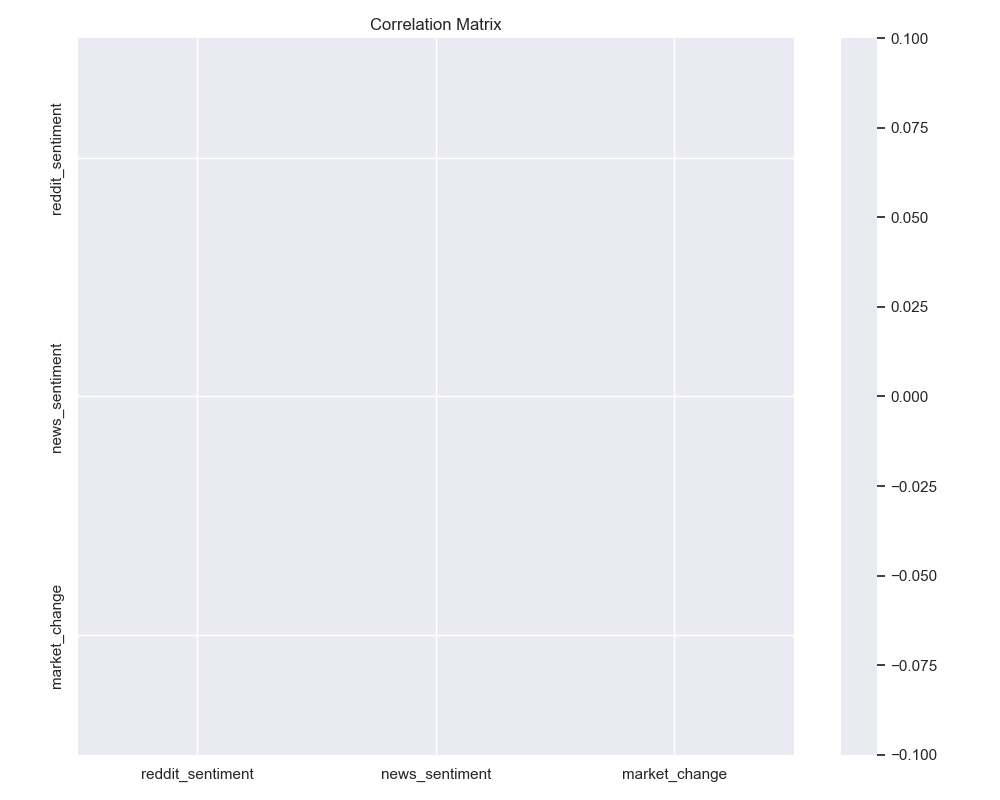 Correlation Matrix
reddit_sentiment
news_sentiment
market_change
reddit_sentiment
news_sentiment
market_change
0.100
0.075
0.050
0.025
0.000
−0.025
−0.050
−0.075
−0.100